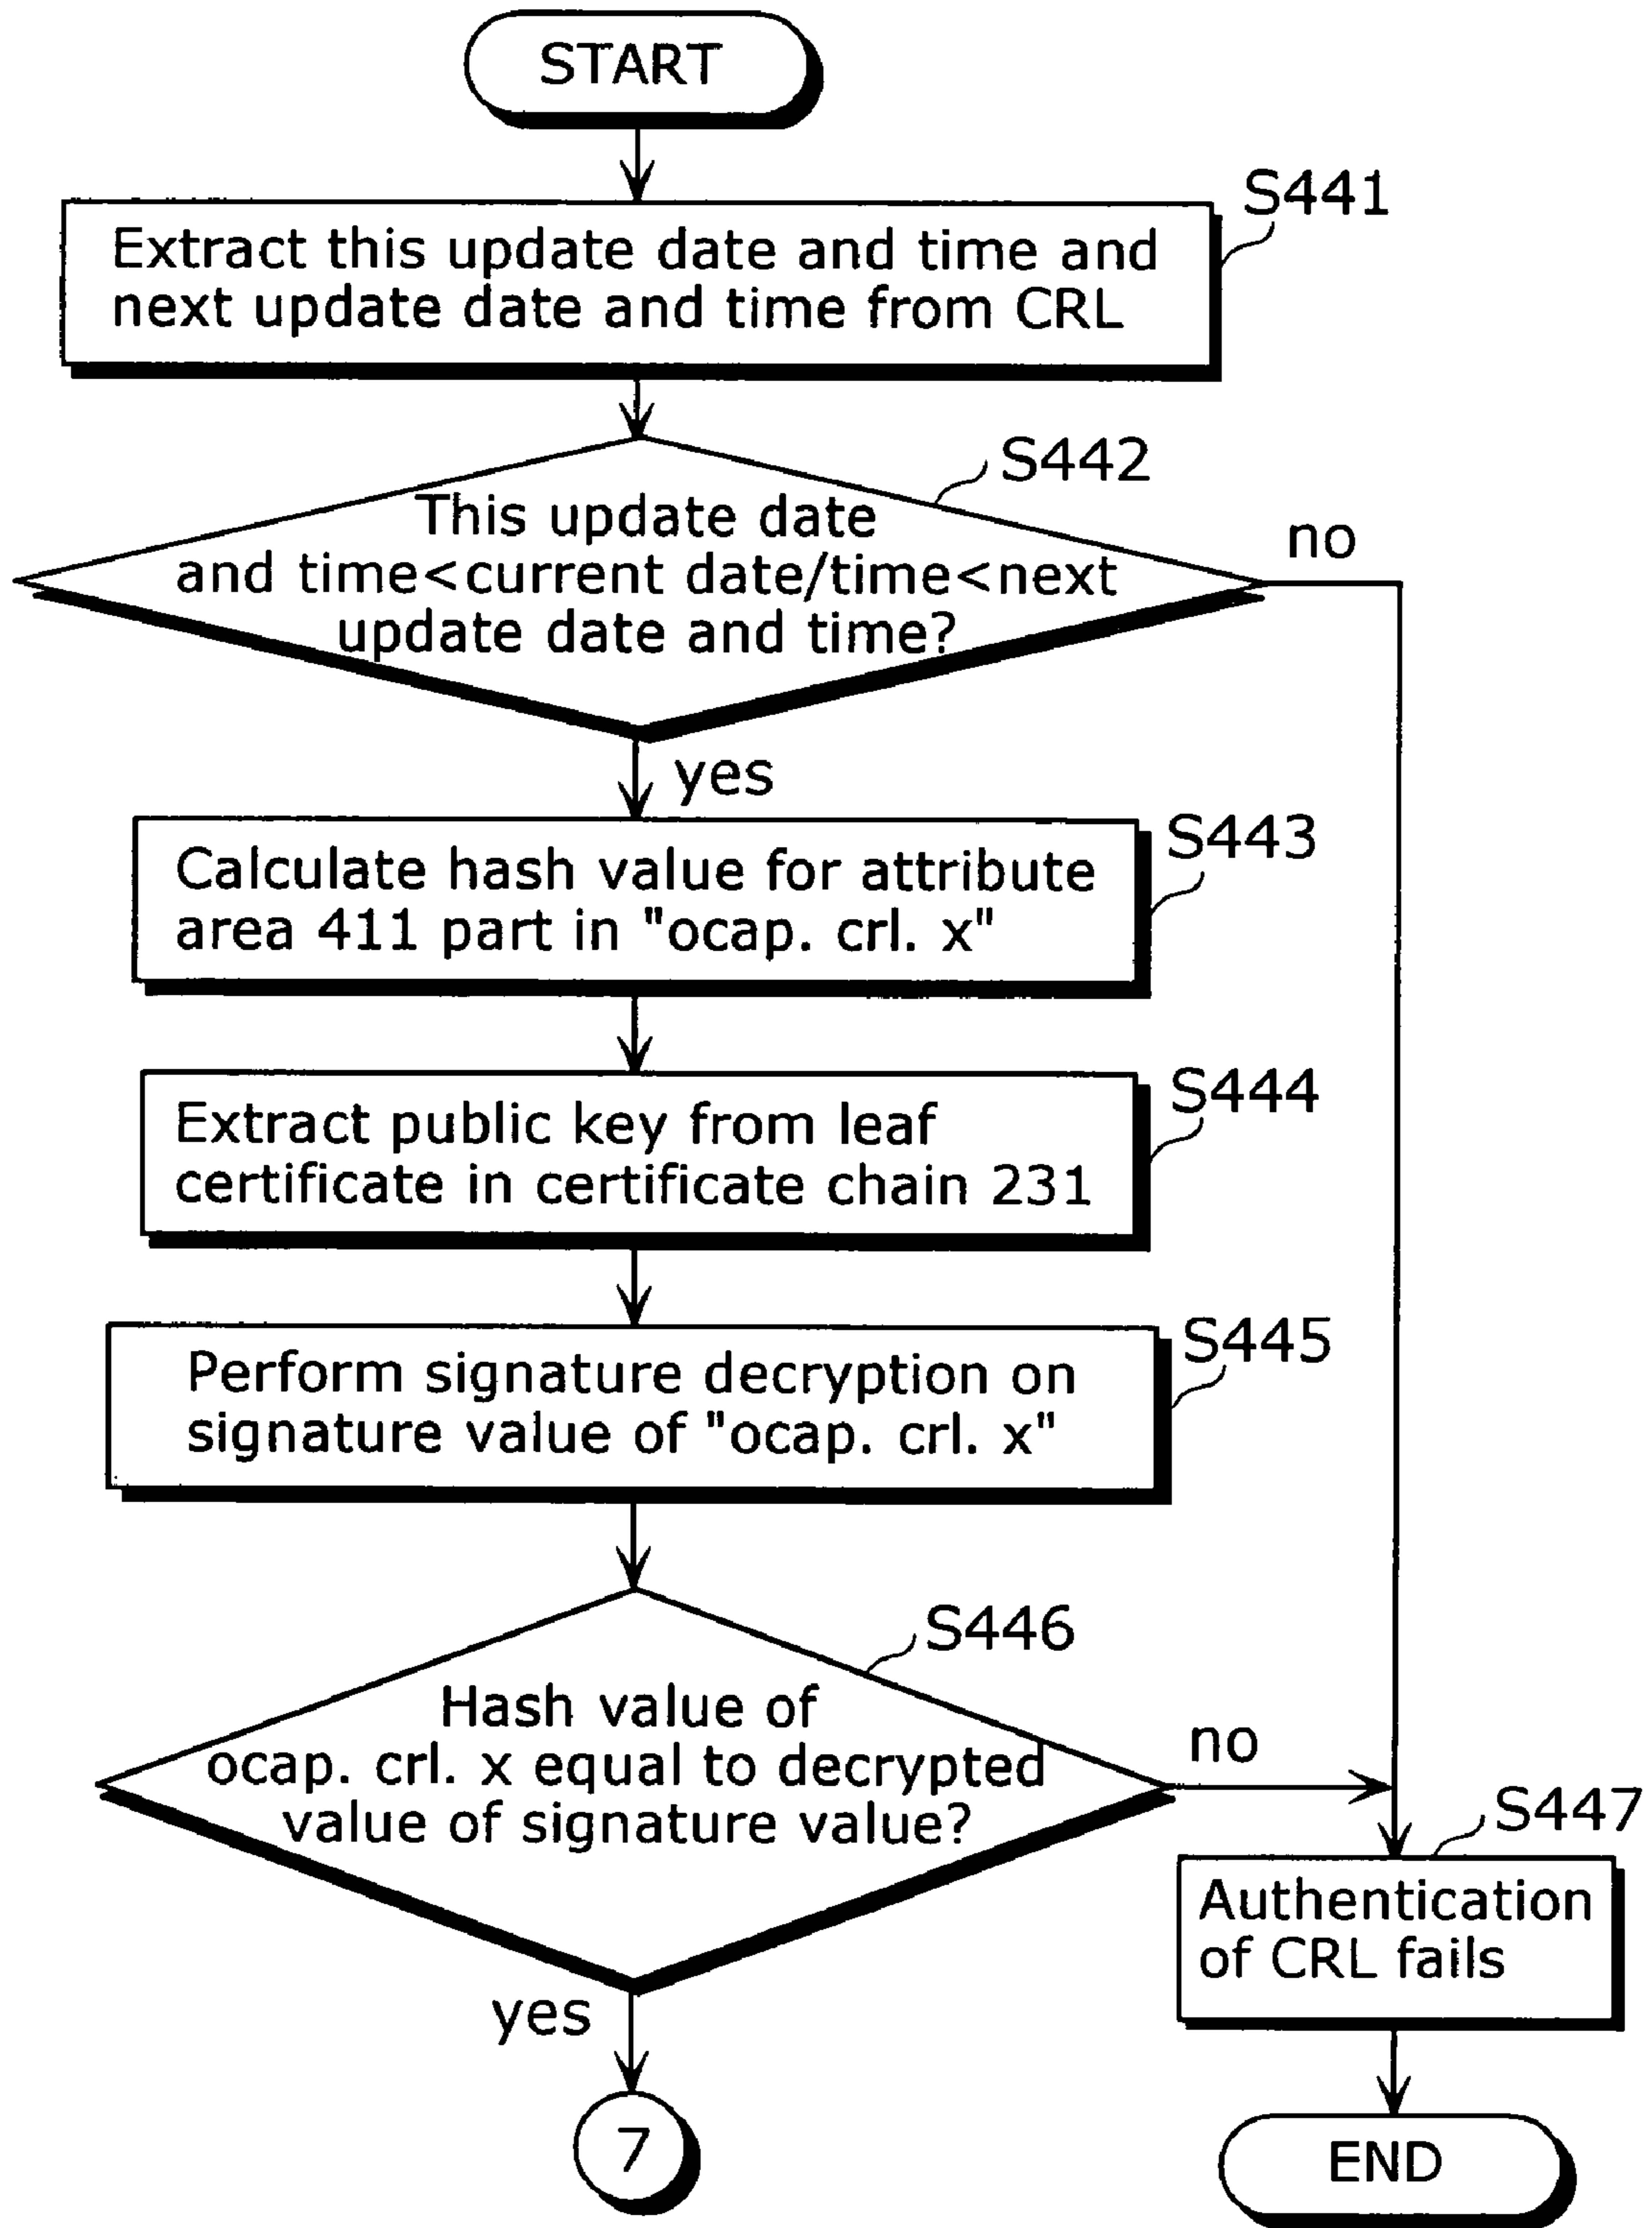 START
S441
Extract this update date and time and
next update date and time from CRL
S442
This update date
and time<current date/time<next
update date and time?
no
yes
S443
Calculate hash value for attribute
area 411 part in "ocap. crl. x"
S444
Extract public key from leaf
certificate in certificate chain 231
S445
Perform signature decryption on
signature value of "ocap. crl. x"
S446
Hash value of
ocap. crl. x equal to decrypted
value of signature value?
no
S447
Authentication
of CRL fails
yes
7
END